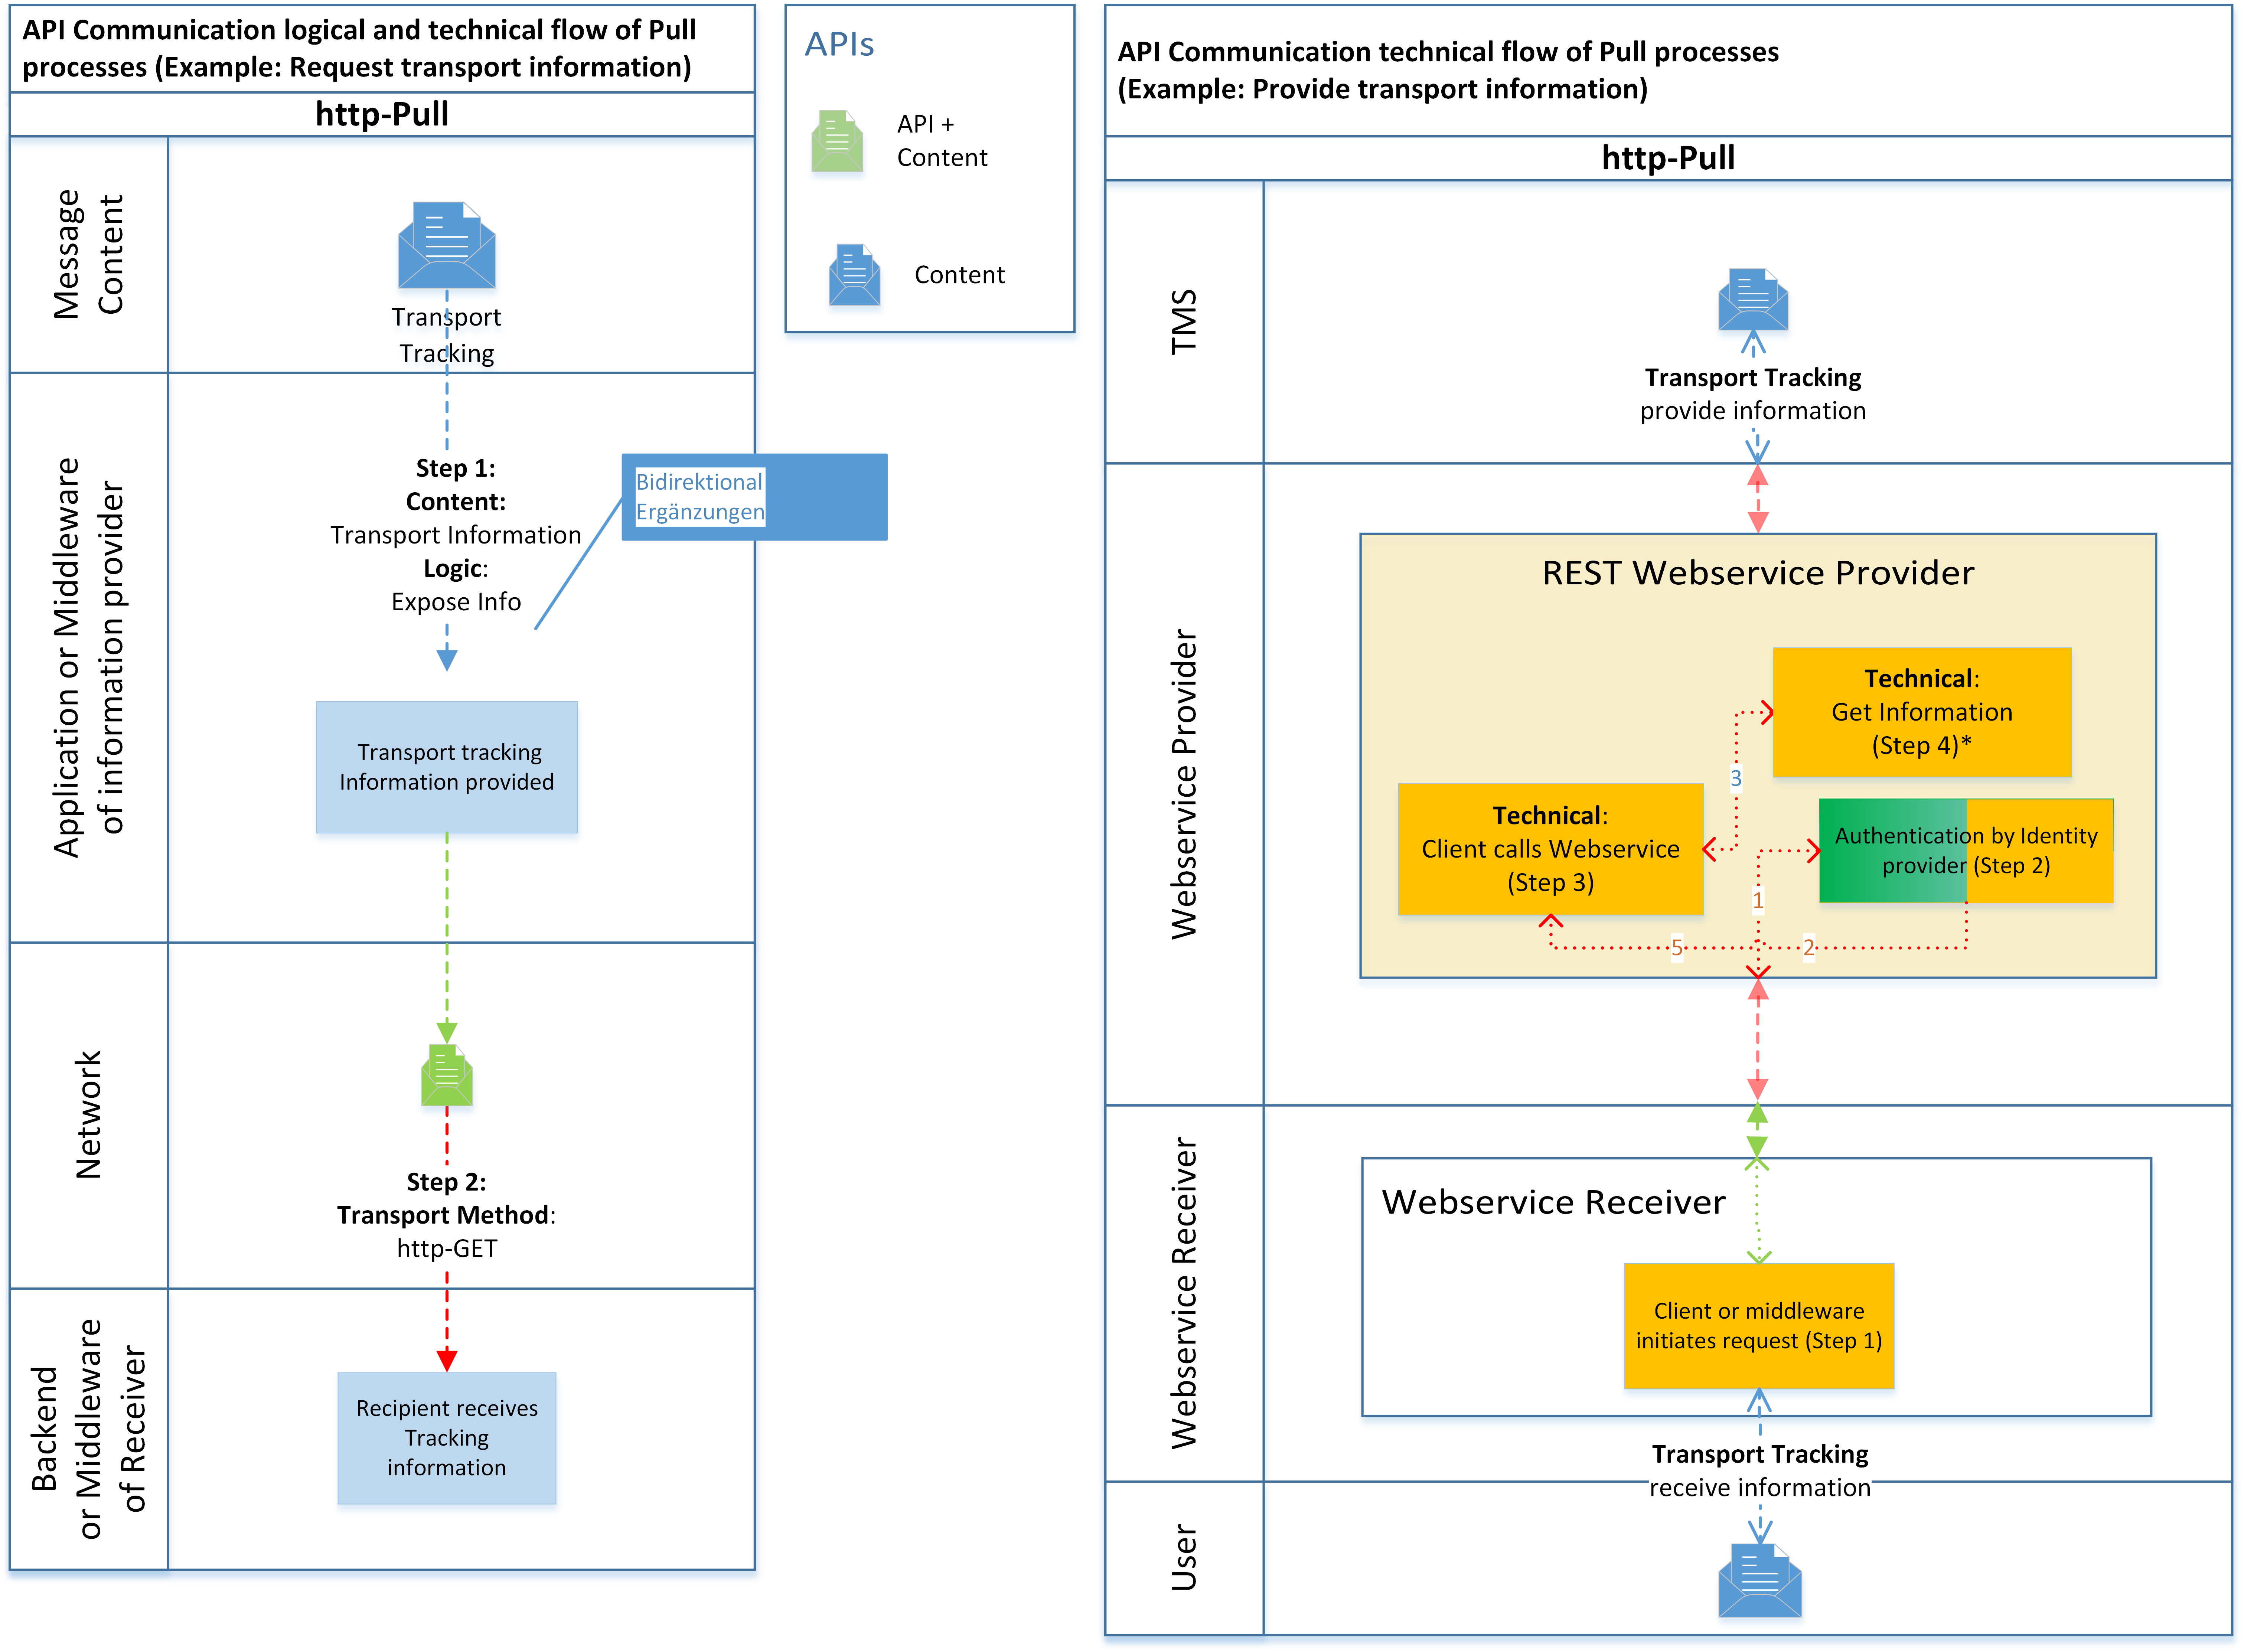 API Communication logical and technical flow of Pull
processes (Example: Request transport information)
http-Pull
Message
Content
Transport
Tracking
Application or Middleware
of information provider
Step 1:
Content:
Transport Information
Logic:
Expose Info
Bidirektional
Ergänzungen
Transport tracking
Information provided
Network
Step 2:
Transport Method:
http-GET
Backend
or Middleware
of Receiver
Recipient receives
Tracking
information
APIs
API +
Content
Content
API Communication technical flow of Pull processes
(Example: Provide transport information)
http-Pull
TMS
Transport Tracking
provide information
Webservice Provider
REST Webservice Provider
Technical:
Get Information
(Step 4)*
3
Technical:
Client calls Webservice
(Step 3)
Authentication by Identity
provider (Step 2)
1
5
2
Webservice Receiver
Webservice Receiver
Client or middleware
initiates request (Step 1)
Transport Tracking
receive information
User